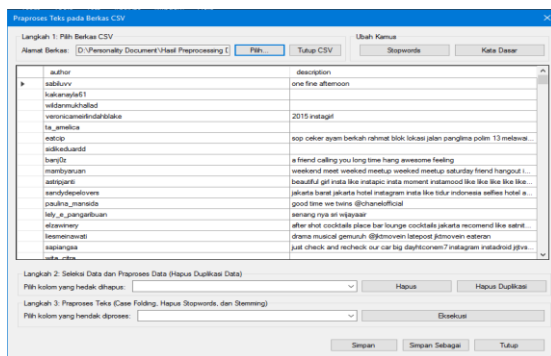 Praproses Teks pada Berkas CSV
Langkah 1: Pilih Berkas CSV
Ubah Kamus
Alamat Berkas: D:\Personality Document\Hasil Preprocessing
Pilih...
Tutup CSV
Stopwords
Kata Dasar
author description
sabiluvv one fine afternoon
kakanayla61
wildanmukhallad
veronicameirlindahblake 2015 instagirl
ta_amelica
eatcip sop ceker ayam berkah rahmat blok lokasi jalan panglima polim 13 melawai...
sidikeduardd
banj0z a friend calling you long time hang awesome feeling
mambyaruan weekend meet weeked meetup weeked meetup saturday friend hangout i...
astripjanti beautiful girl insta like instapic insta moment instamood like like like like like...
sandydepelovers jakarta barat jakarta hotel instagram insta like tidur indonesia selfies hotel a...
paulina_mansida good time we twins @chanelofficial
lely_e_pangaribuan senang nya sri wijayaair
elzawinery after shot cocktails place bar lounge cocktails jakarta recomend like satnit...
liesmeinawati drama musical gemuruh @jktmovein latepost jktmovein eateran
sapiangsa just check and recheck our car big dayhtconem7 instagram instadroid
Langkah 2: Seleksi Data dan Praproses Data (Hapus Duplikasi Data)
Pilih kolom yang hedak dihapus:
Hapus
Hapus Duplikasi
Langkah 3: Praproses Teks (Case Folding, Hapus Stopwords, dan Stemming)
Pilih kolom yang hendak diproses:
Eksekusi
Simpan
Simpan Sebagai
Tutup